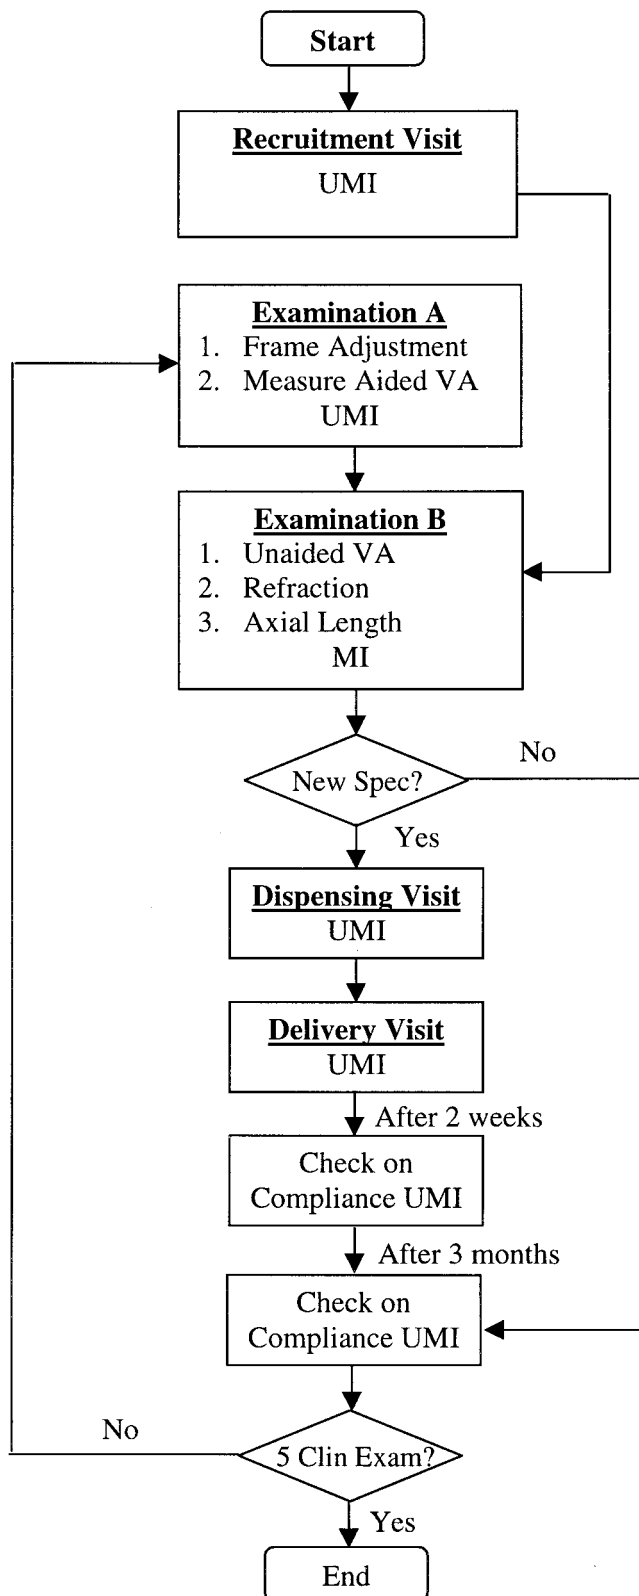 Start
Recruitment Visit
UMI
Examination A
1. Frame Adjustment
2. Measure Aided VA
UMI
Examination B
1. Unaided VA
2. Refraction
3. Axial Length
MI
New Spec?
No
Yes
Dispensing Visit
UMI
Delivery Visit
UMI
After 2 weeks
Check on
Compliance UMI
After 3 months
Check on
Compliance UMI
No
5 Clin Exam?
Yes
End